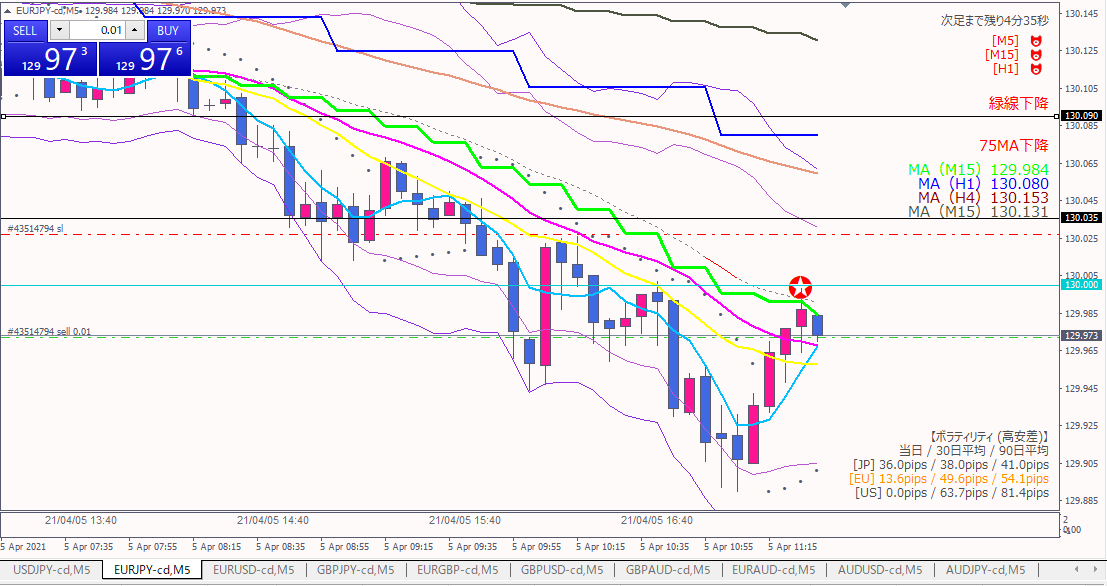 EURJPY-cd,M5• 129.984 129.984 129.970 129.973
SELL 0.01 BUY
129 97 3 129 97 6
次足まで残り4分35秒
[M5]
[M15]
[H1]
緑線下降
75MA下降
MA（M15）129.984
MA（H1）130.080
MA（H4）130.153
MA（M15）130.131
#43514794 sl
#43514794 sell 0.01
130.145
130.125
130.105
130.090
130.085
130.065
130.045
130.035
130.025
130.005
130.000
129.985
129.973
129.965
129.945
129.925
129.905
129.885
【ボラティリティ (高安差)】
当日 / 30日平均 / 90日平均
[JP] 36.0pips / 38.0pips / 41.0pips
[EU] 13.6pips / 49.6pips / 54.1pips
[US] 0.0pips / 63.7pips / 81.4pips
21/04/05 13:40 21/04/05 14:40 21/04/05 15:40 21/04/05 16:40
2
5 Apr 2021 5 Apr 07:35 5 Apr 07:55 5 Apr 08:15 5 Apr 08:35 5 Apr 08:55 5 Apr 09:15 5 Apr 09:35 5 Apr 09:55 5 Apr 10:15 5 Apr 10:35 5 Apr 10:55 5 Apr 11:15
USDJPY-cd,M5 EURJPY-cd,M5 EURUSD-cd,M5 GBPJPY-cd,M5 EURGBP-cd,M5 GBPUSD-cd,M5 GBPAUD-cd,M5 EURAUD-cd,M5 AUDUSD-cd,M5 AUDJPY-cd,M5